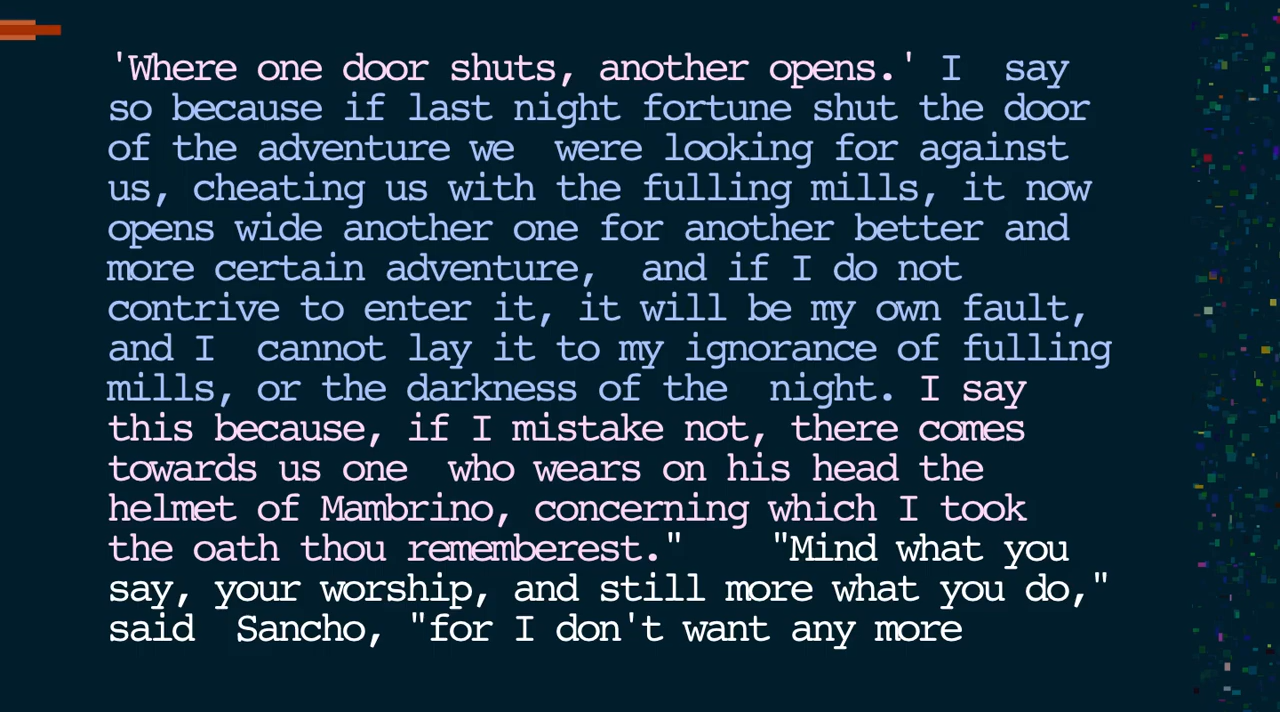 'Where one door shuts, another opens.' I  say
so because if last night fortune shut the door
of the adventure we  were looking for against
us, cheating us with the fulling mills, it now
opens wide another one for another better and
more certain adventure,  and if I do not
contrive to enter it, it will be my own fault,
and I  cannot lay it to my ignorance of fulling
mills, or the darkness of the  night. I say
this because, if I mistake not, there comes
towards us one  who wears on his head the
helmet of Mambrino, concerning which I took
the oath thou rememberest."    "Mind what you
say, your worship, and still more what you do,"
said  Sancho, "for I don't want any more